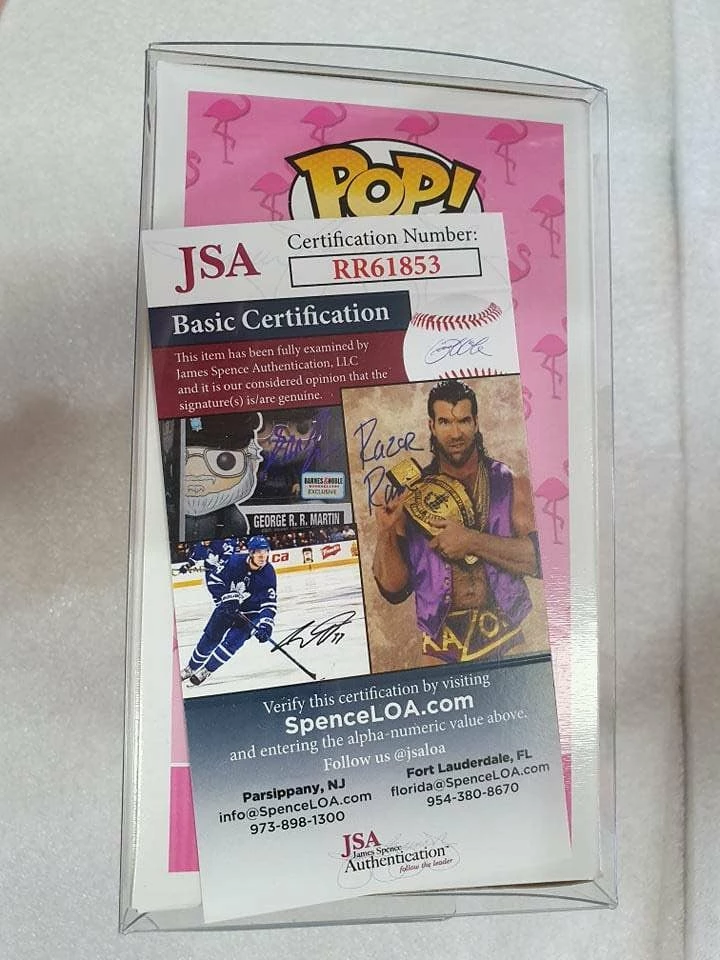 POP!
JSA
Certification Number:
RR61853
Basic Certification
This item has been fully examined by
James Spence Authentication, LLC
and it is our considered opinion that the
signature(s) is/are genuine.
Razor
BARNES & NOBLE
BOOKSELLERS
EXCLUSIVE
GEORGE R. R. MARTIN
RAZOR
Verify this certification by visiting
SpenceLOA.com
and entering the alpha-numeric value above.
Follow us @jsaloa
Parsippany, NJ
info@SpenceLOA.com
973-898-1300
Fort Lauderdale, FL
florida@SpenceLOA.com
954-380-8670
JSA
James Spence
Authentication
follow the leader